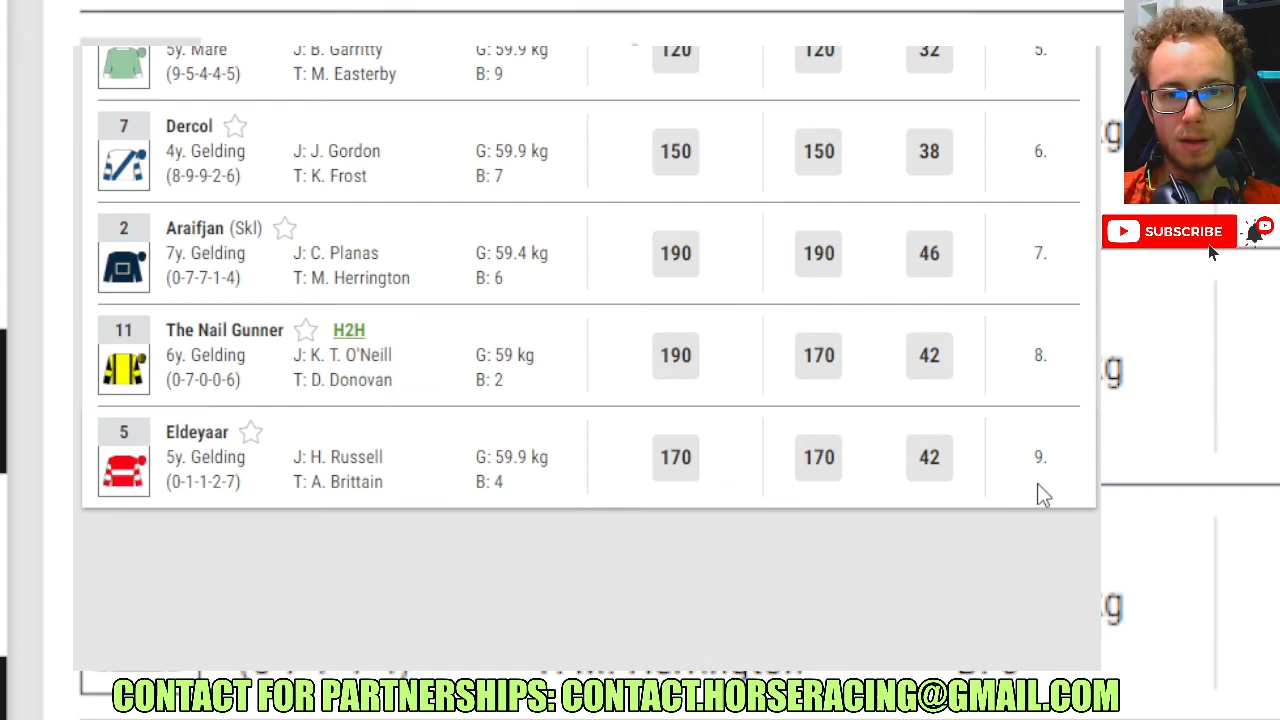 5y. Mare J: B. Garritty G: 59.9 kg 120 120 32 5.
(9-5-4-4-5) T: M. Easterby B: 9
7 Dercol
4y. Gelding J: J. Gordon G: 59.9 kg 150 150 38 6.
(8-9-9-2-6) T: K. Frost B: 7
2 Araifjan (Skl)
7y. Gelding J: C. Planas G: 59.4 kg 190 190 46 7.
(0-7-7-1-4) T: M. Herrington B: 6
11 The Nail Gunner H2H
6y. Gelding J: K. T. O'Neill G: 59 kg 190 170 42 8.
(0-7-0-0-6) T: D. Donovan B: 2
5 Eldeyaar
5y. Gelding J: H. Russell G: 59.9 kg 170 170 42 9.
(0-1-1-2-7) T: A. Brittain B: 4
SUBSCRIBE
CONTACT FOR PARTNERSHIPS: CONTACT.HORSERACING@GMAIL.COM